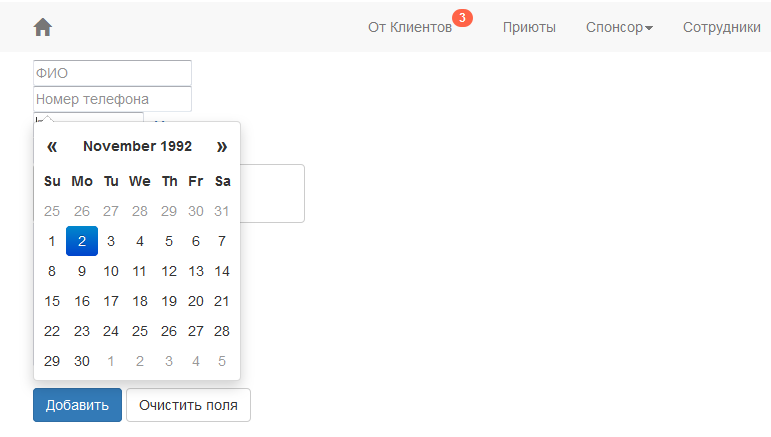 От Клиентов 3 Приюты Спонсор Сотрудники
ФИО
Номер телефона
« November 1992 »
Su Mo Tu We Th Fr Sa
25 26 27 28 29 30 31
1 2 3 4 5 6 7
8 9 10 11 12 13 14
15 16 17 18 19 20 21
22 23 24 25 26 27 28
29 30 1 2 3 4 5
Добавить Очистить поля